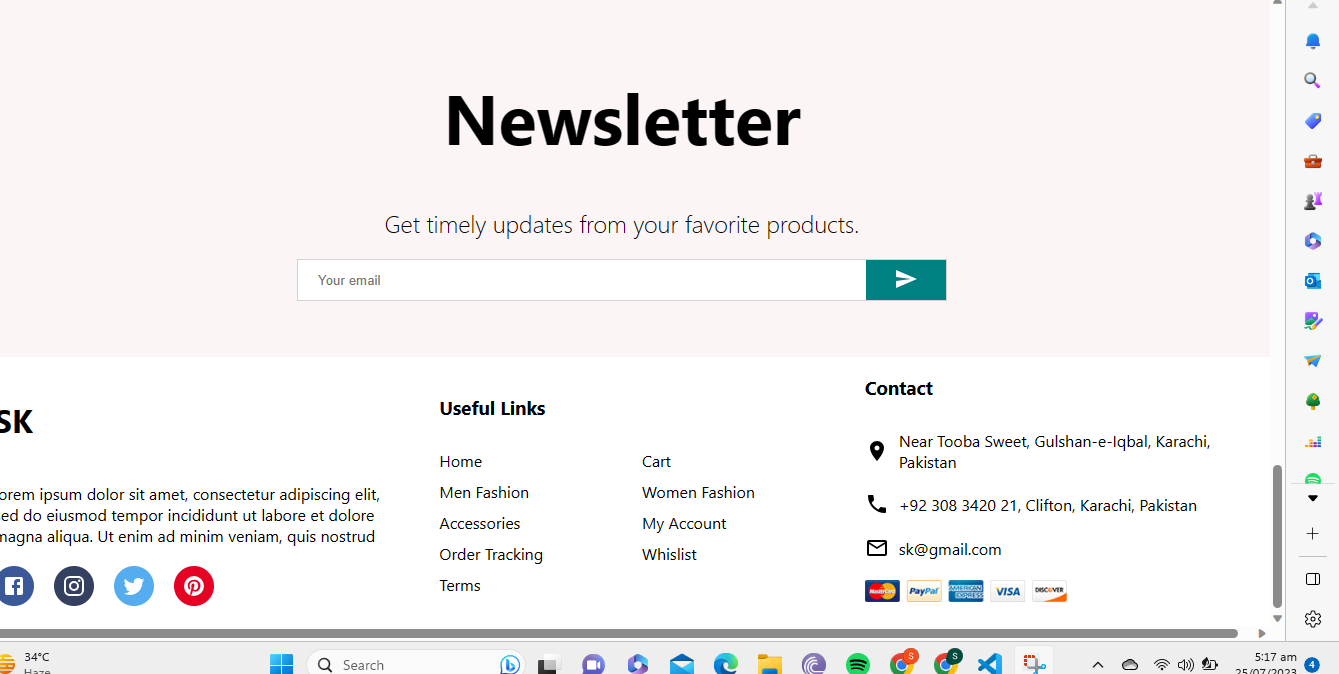 Newsletter
Get timely updates from your favorite products.
Your email
SK
orem ipsum dolor sit amet, consectetur adipiscing elit,
ed do eiusmod tempor incididunt ut labore et dolore
magna aliqua. Ut enim ad minim veniam, quis nostrud
Useful Links
Home
Cart
Men Fashion
Women Fashion
Accessories
My Account
Order Tracking
Whislist
Terms
Contact
Near Tooba Sweet, Gulshan-e-Iqbal, Karachi,
Pakistan
+92 308 3420 21, Clifton, Karachi, Pakistan
sk@gmail.com
MasterCard PayPal AMERICAN EXPRESS VISA DISCOVER
34°C
Haze
Search
S
S
5:17 am
25/07/2023
4